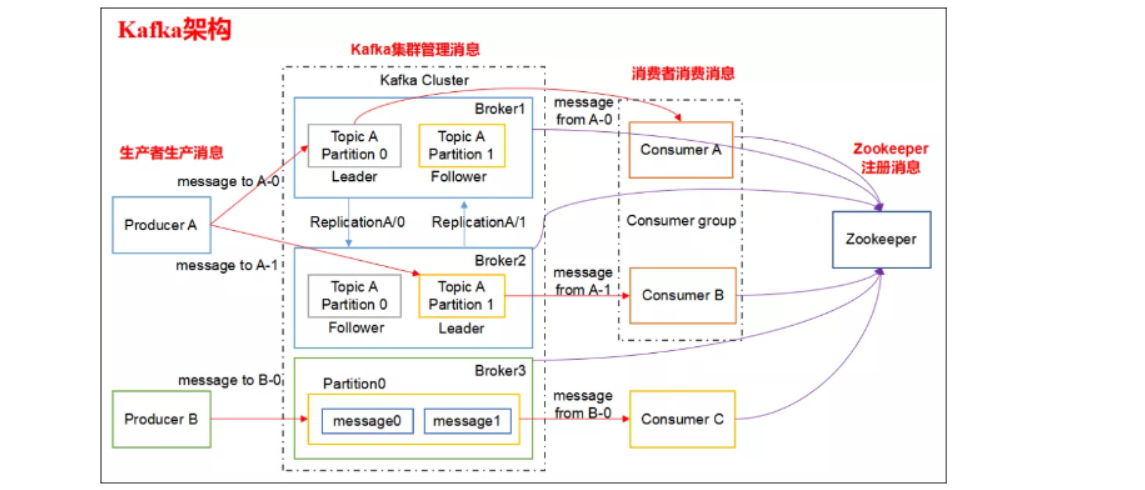 Kafka架构
Kafka集群管理消息
消费者消费消息
Kafka Cluster
Broker1
message
from A-0
Topic A
Partition 0
Leader
Topic A
Partition 1
Follower
Consumer A
生产者生产消息
Zookeeper
注册消息
message to A-0
Producer A
ReplicationA/0
ReplicationA/1
Consumer group
Zookeeper
message to A-1
Broker2
Topic A
Partition 0
Follower
Topic A
Partition 1
Leader
message
from A-1
Consumer B
Broker3
message to B-0
Partition0
Producer B
message0
message1
message
from B-0
Consumer C